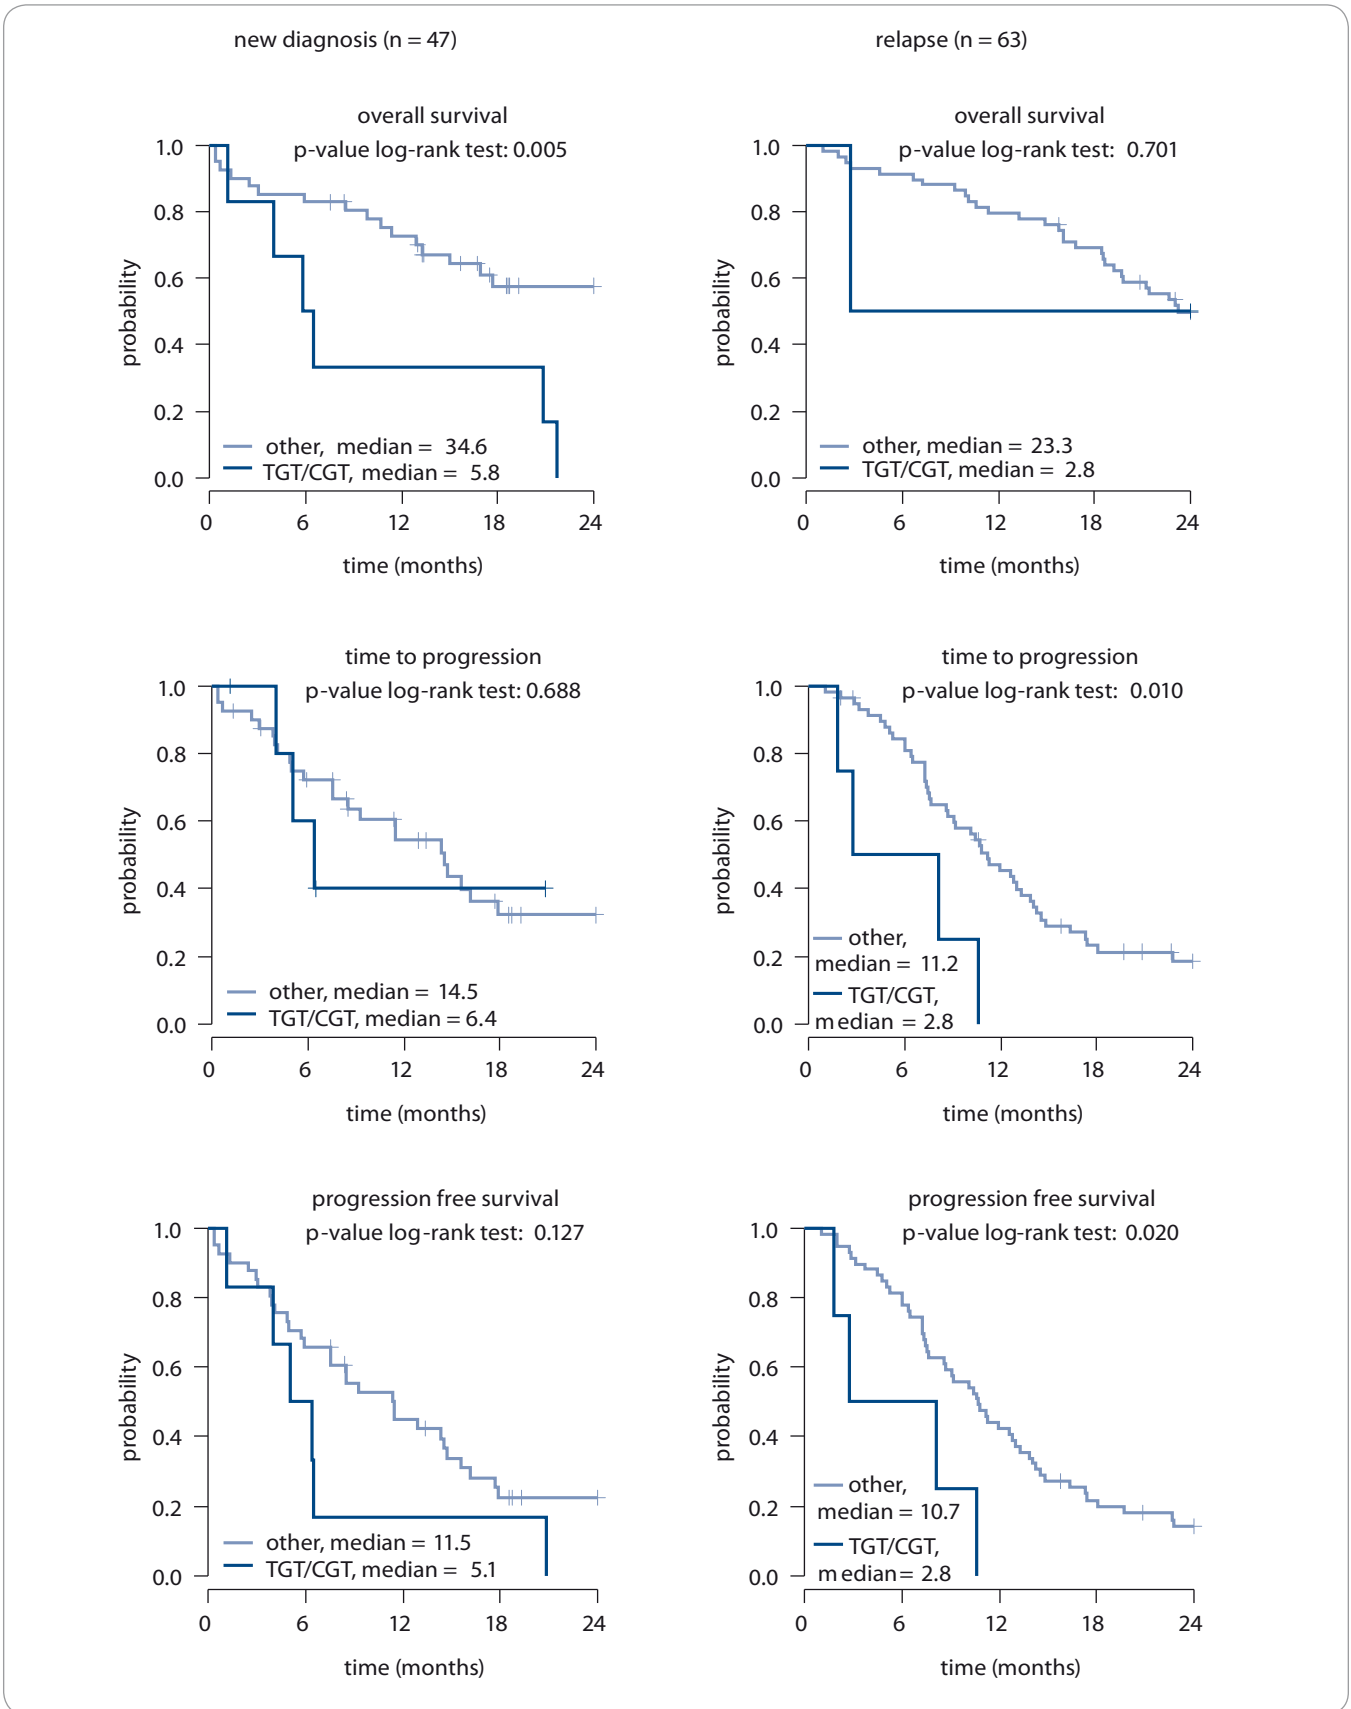 new diagnosis (n = 47)
relapse (n = 63)
overall survival
p-value log-rank test: 0.005
1.0
0.8
0.6
0.4
0.2
0.0
probability
other, median = 34.6
TGT/CGT, median = 5.8
0 6 12 18 24
time (months)
overall survival
p-value log-rank test: 0.701
1.0
0.8
0.6
0.4
0.2
0.0
probability
other, median = 23.3
TGT/CGT, median = 2.8
0 6 12 18 24
time (months)
time to progression
p-value log-rank test: 0.688
1.0
0.8
0.6
0.4
0.2
0.0
probability
other, median = 14.5
TGT/CGT, median = 6.4
0 6 12 18 24
time (months)
time to progression
p-value log-rank test: 0.010
1.0
0.8
0.6
0.4
0.2
0.0
probability
other,
median = 11.2
TGT/CGT,
median = 2.8
0 6 12 18 24
time (months)
progression free survival
p-value log-rank test: 0.127
1.0
0.8
0.6
0.4
0.2
0.0
probability
other, median = 11.5
TGT/CGT, median = 5.1
0 6 12 18 24
time (months)
progression free survival
p-value log-rank test: 0.020
1.0
0.8
0.6
0.4
0.2
0.0
probability
other,
median = 10.7
TGT/CGT,
median = 2.8
0 6 12 18 24
time (months)